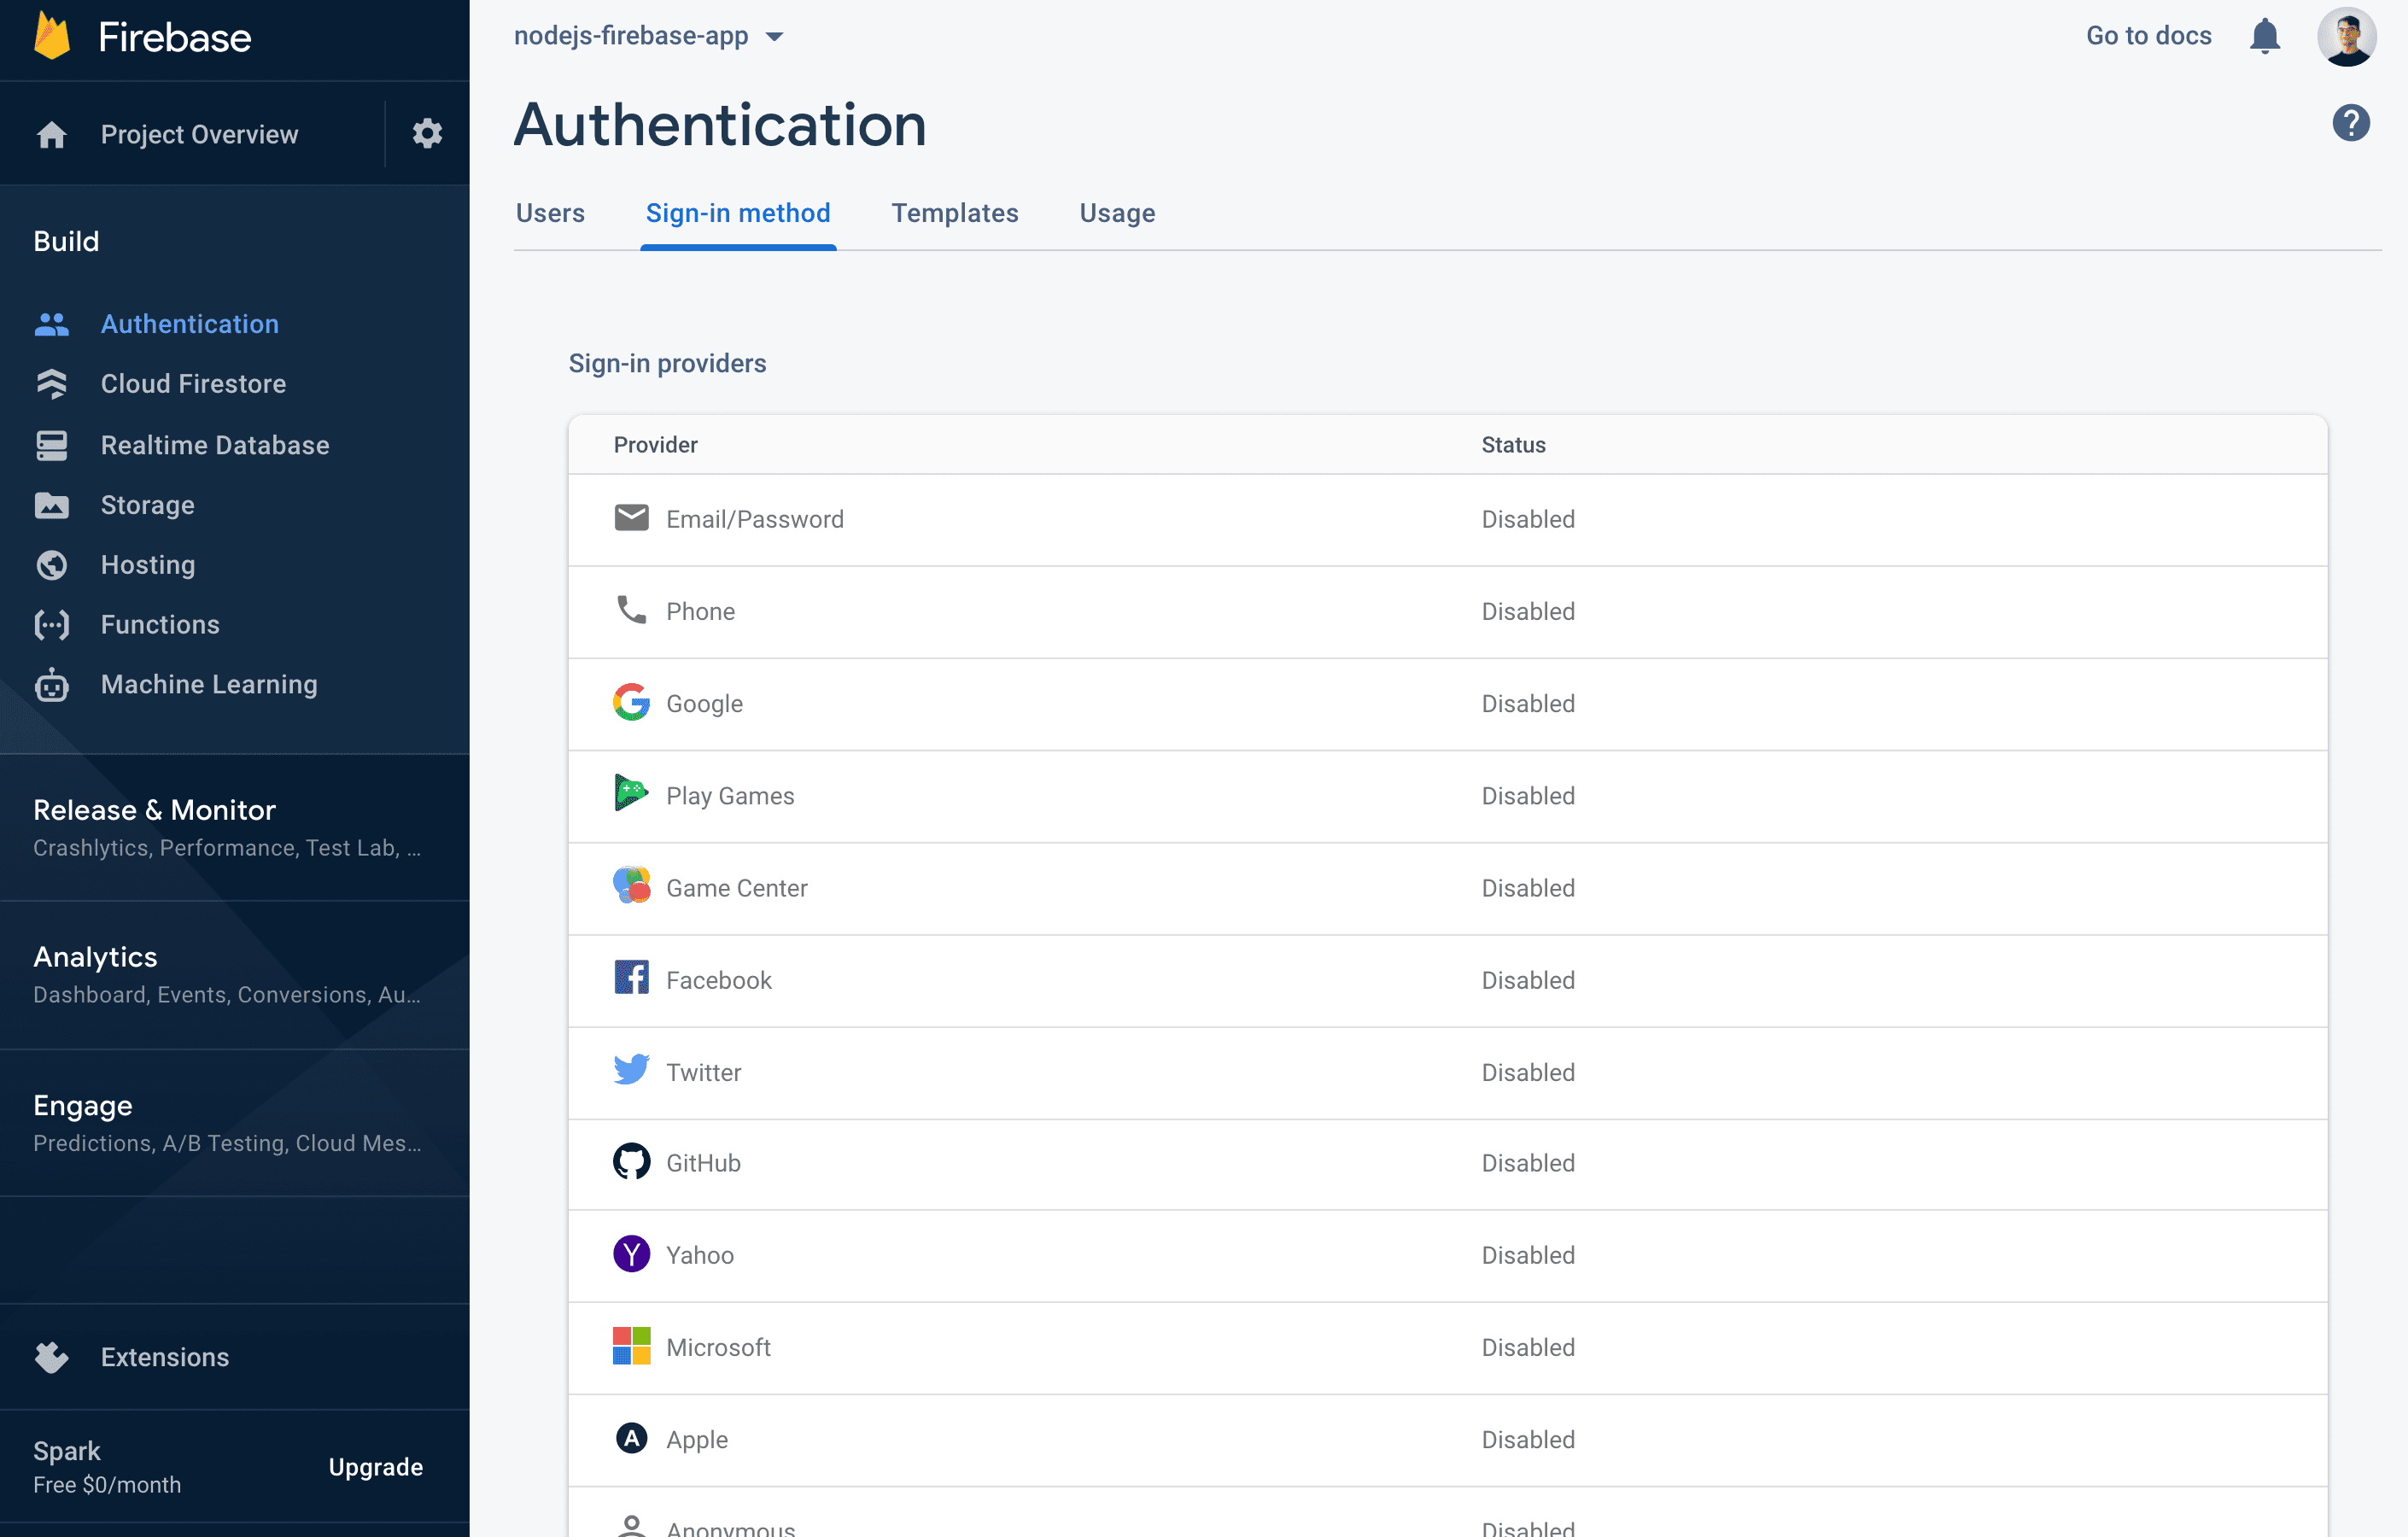 Firebase
Project Overview
Build
Authentication
Cloud Firestore
Realtime Database
Storage
Hosting
Functions
Machine Learning
Release & Monitor
Crashlytics, Performance, Test Lab, ...
Analytics
Dashboard, Events, Conversions, Au...
Engage
Predictions, A/B Testing, Cloud Mes...
Extensions
Spark
Free $0/month
Upgrade
nodejs-firebase-app
Go to docs
Authentication
?
Users Sign-in method Templates Usage
Sign-in providers
Provider Status
Email/Password Disabled
Phone Disabled
Google Disabled
Play Games Disabled
Game Center Disabled
Facebook Disabled
Twitter Disabled
GitHub Disabled
Yahoo Disabled
Microsoft Disabled
Apple Disabled
Anonymous Disabled